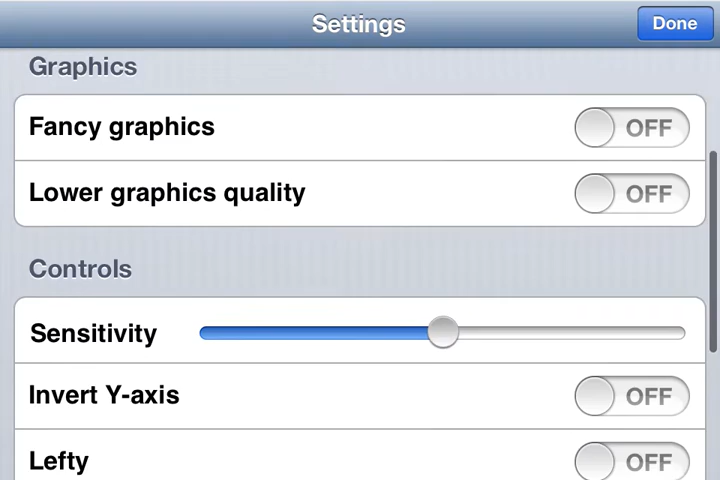 Settings
Done
Graphics
Fancy graphics OFF
Lower graphics quality OFF
Controls
Sensitivity
Invert Y-axis OFF
Lefty OFF